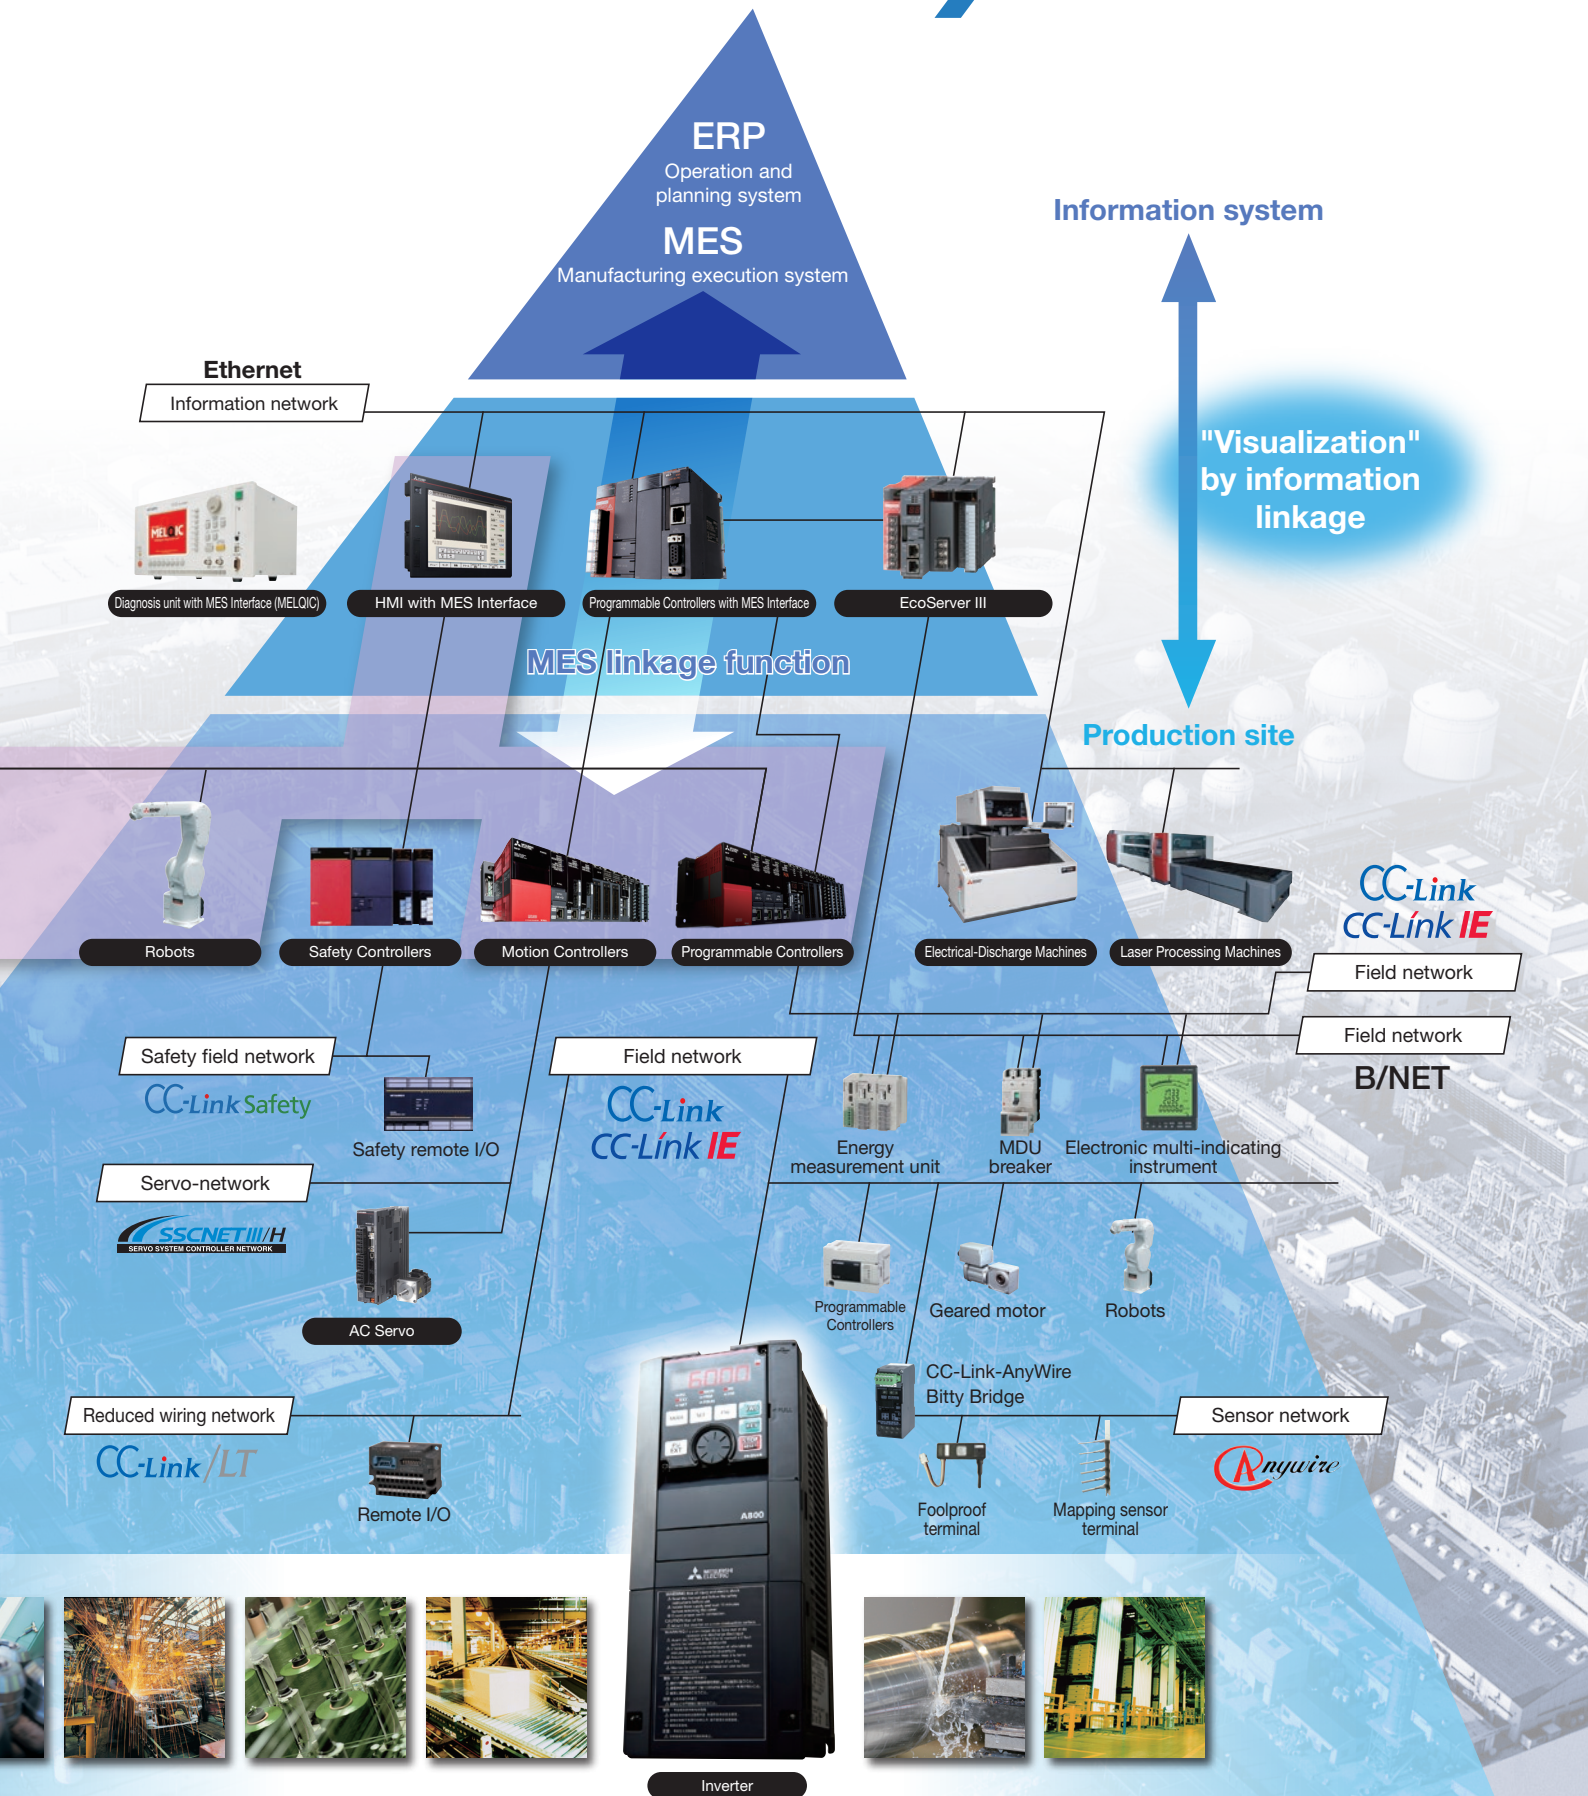 ERP
Operation and
planning system
MES
Manufacturing execution system
Information system
"Visualization"
by information
linkage
Production site
Ethernet
Information network
MELQIC
Diagnosis unit with MES Interface (MELQIC)
HMI with MES Interface
Programmable Controllers with MES Interface
EcoServer III
MES linkage function
Robots
Safety Controllers
Motion Controllers
Programmable Controllers
Electrical-Discharge Machines
Laser Processing Machines
CC-Link
CC-Link IE
Field network
Field network
B/NET
Safety field network
CC-Link Safety
Safety remote I/O
Field network
CC-Link
CC-Link IE
Energy
measurement unit
MDU
breaker
Electronic multi-indicating
instrument
Servo-network
SSCNETIII/H
SERVO SYSTEM CONTROLLER NETWORK
AC Servo
Programmable
Controllers
Geared motor
Robots
CC-Link-AnyWire
Bitty Bridge
Reduced wiring network
CC-Link/LT
Remote I/O
Sensor network
Anywire
Foolproof
terminal
Mapping sensor
terminal
A800
MITSUBISHI
ELECTRIC
Inverter